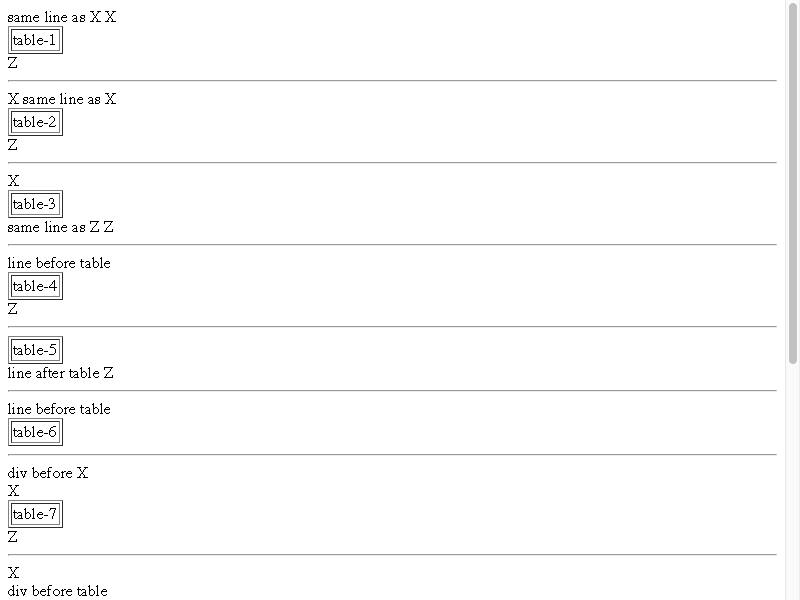 same line as X X
table-1
Z
X same line as X
table-2
Z
X
table-3
same line as Z Z
line before table
table-4
Z
table-5
line after table Z
line before table
table-6
div before X
X
table-7
Z
X
div before table